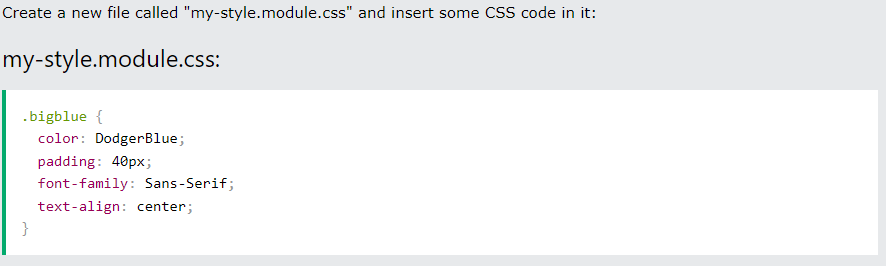 Create a new file called "my-style.module.css" and insert some CSS code in it:
my-style.module.css:
.bigblue {
  color: DodgerBlue;
  padding: 40px;
  font-family: Sans-Serif;
  text-align: center;
}